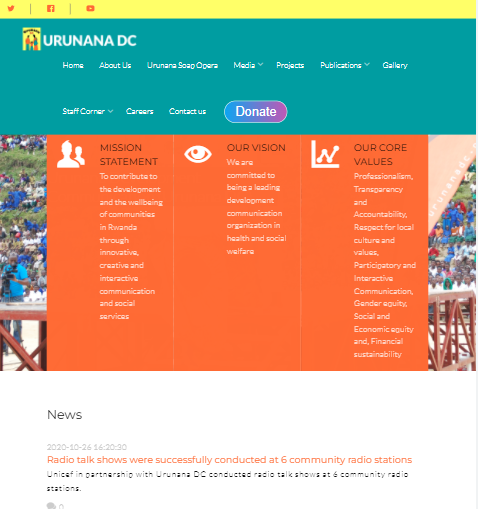 URUNANA DC
Home About Us Urunana Soap Opera Media Projects Publications Gallery
Staff Corner Careers Contact us Donate
MISSION
STATEMENT
To contribute to
the development
and the wellbeing
of communities
in Rwanda
through
innovative,
creative and
interactive
communication
and social
services
OUR VISION
We are
committed to
being a leading
development
communication
organization in
health and social
welfare
OUR CORE
VALUES
Professionalism,
Transparency
and
Accountability,
Respect for local
culture and
values,
Participatory and
Interactive
Communication,
Gender equity,
Social and
Economic equity
and, Financial
sustainability
News
2020-10-26 16:20:30
Radio talk shows were successfully conducted at 6 community radio stations
Unicef in partnership with Urunana DC conducted radio talk shows at 6 community radio
stations.
0